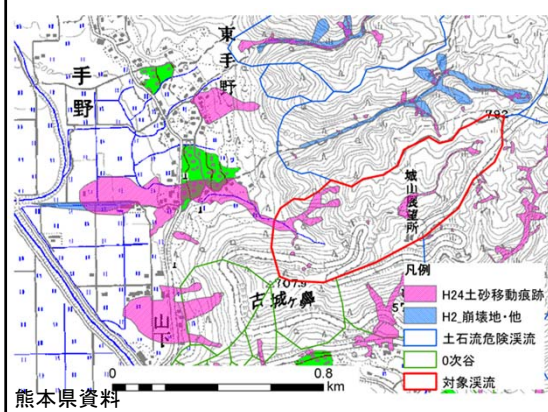 東手野
手野
792
城山展望所
707.9
古城ヶ鼻
山下
凡例
H24土砂移動痕跡
H2_崩壊地・他
土石流危険渓流
0次谷
対象渓流
0
0.8
km
熊本県資料